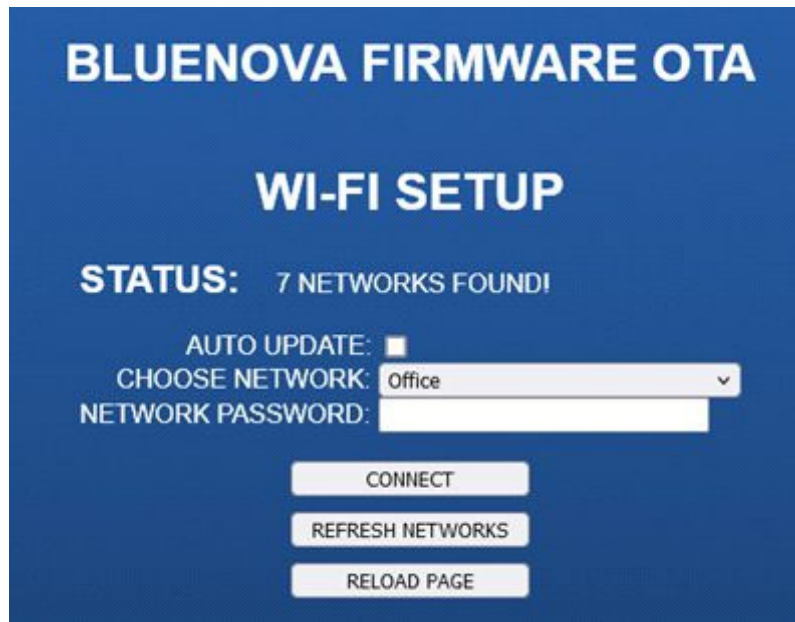 BLUENOVA FIRMWARE OTA
WI-FI SETUP
STATUS: 7 NETWORKS FOUND!
AUTO UPDATE:
CHOOSE NETWORK: Office
NETWORK PASSWORD:
CONNECT
REFRESH NETWORKS
RELOAD PAGE